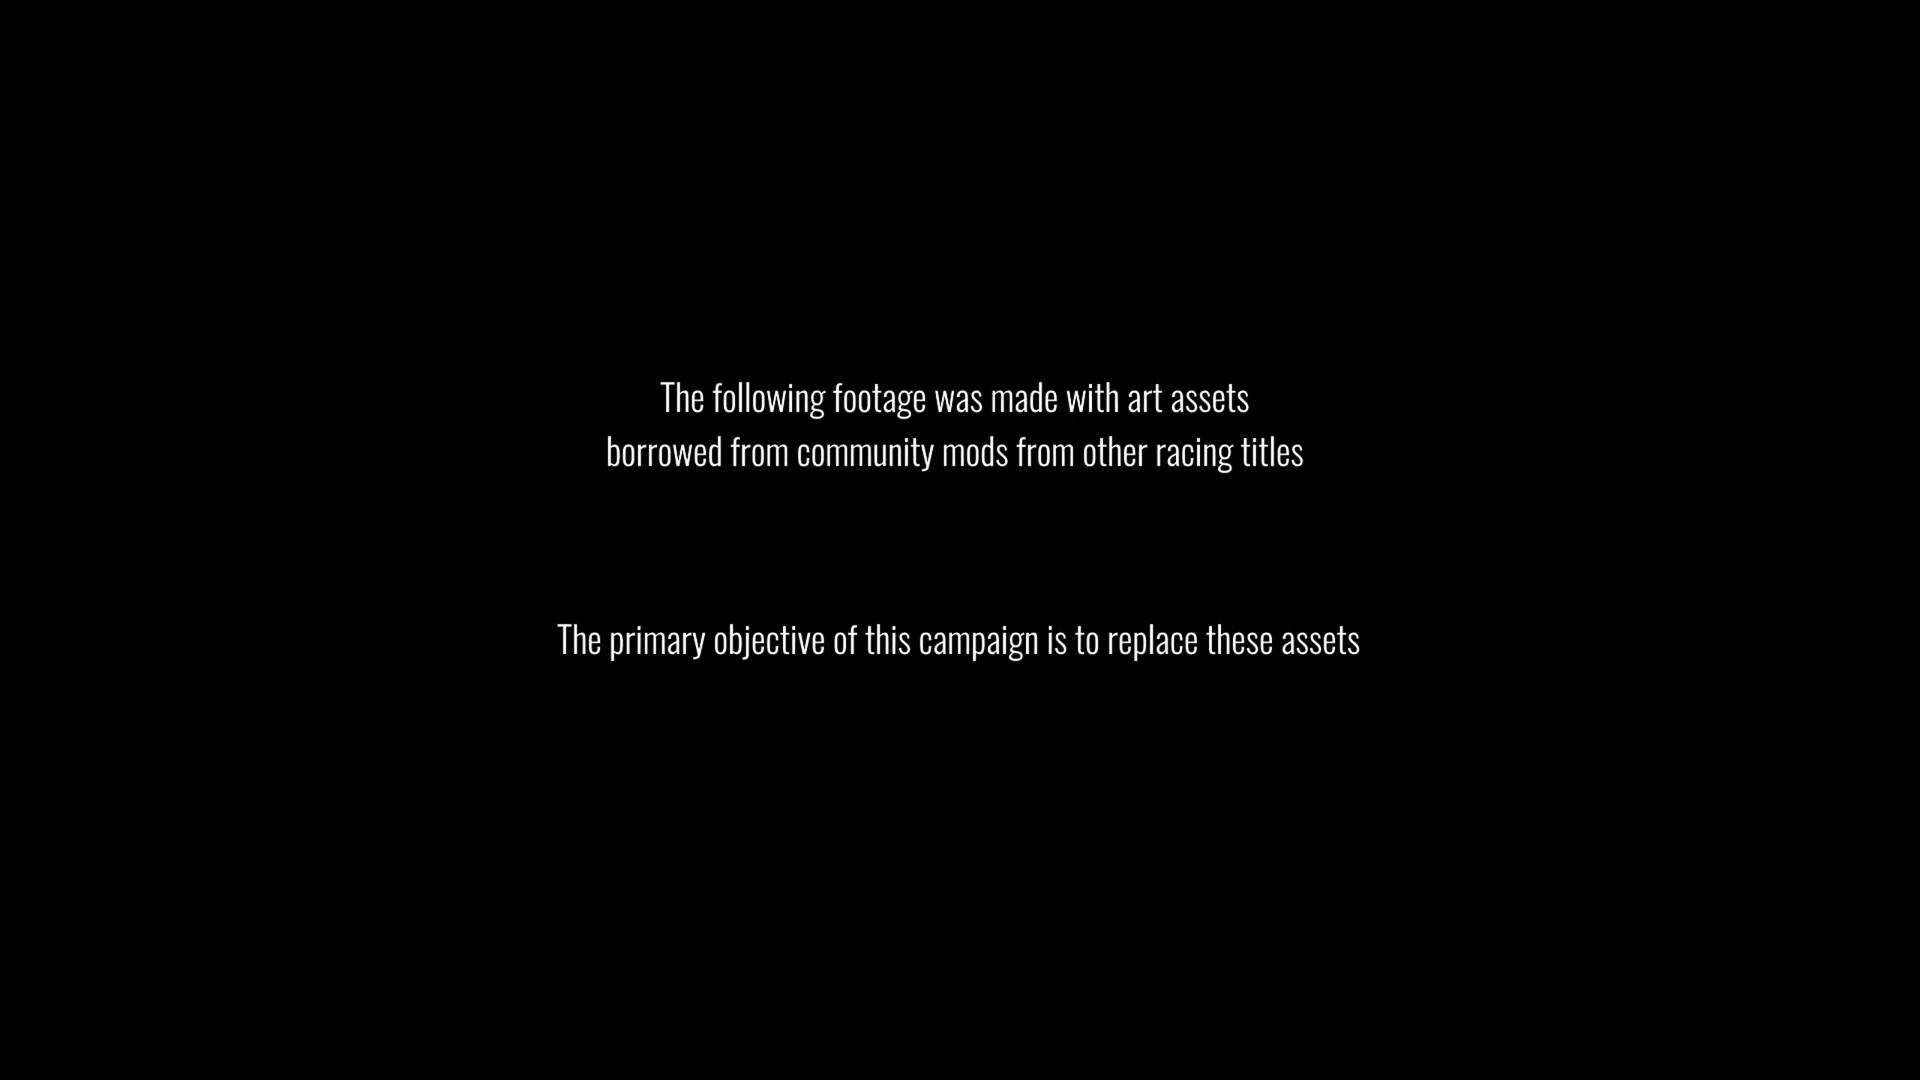 The following footage was made with art assets
borrowed from community mods from other racing titles
The primary objective of this campaign is to replace these assets